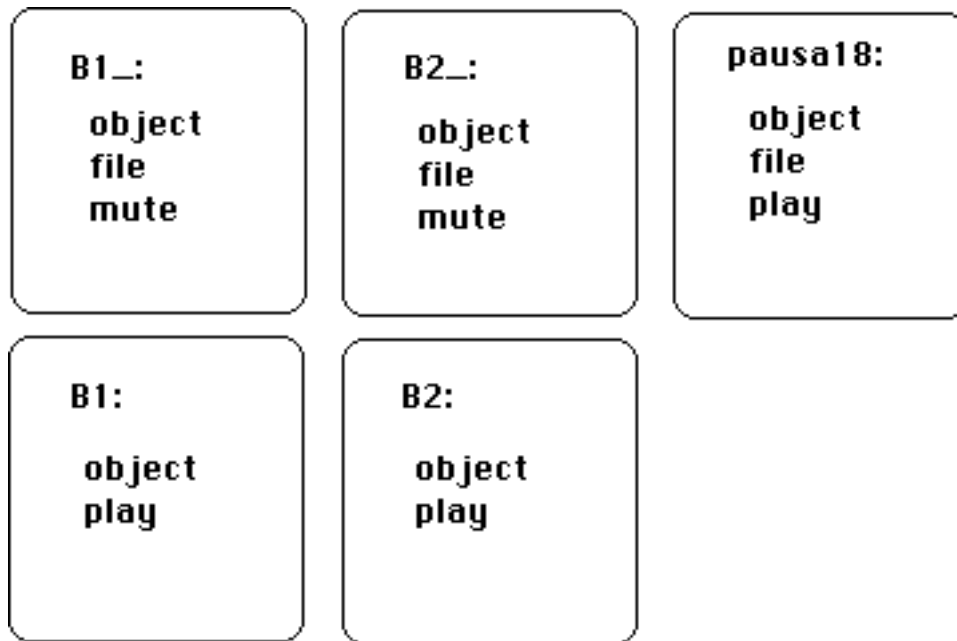 B1_:
object
file
mute
B2_:
object
file
mute
pausa18:
object
file
play
B1:
object
play
B2:
object
play